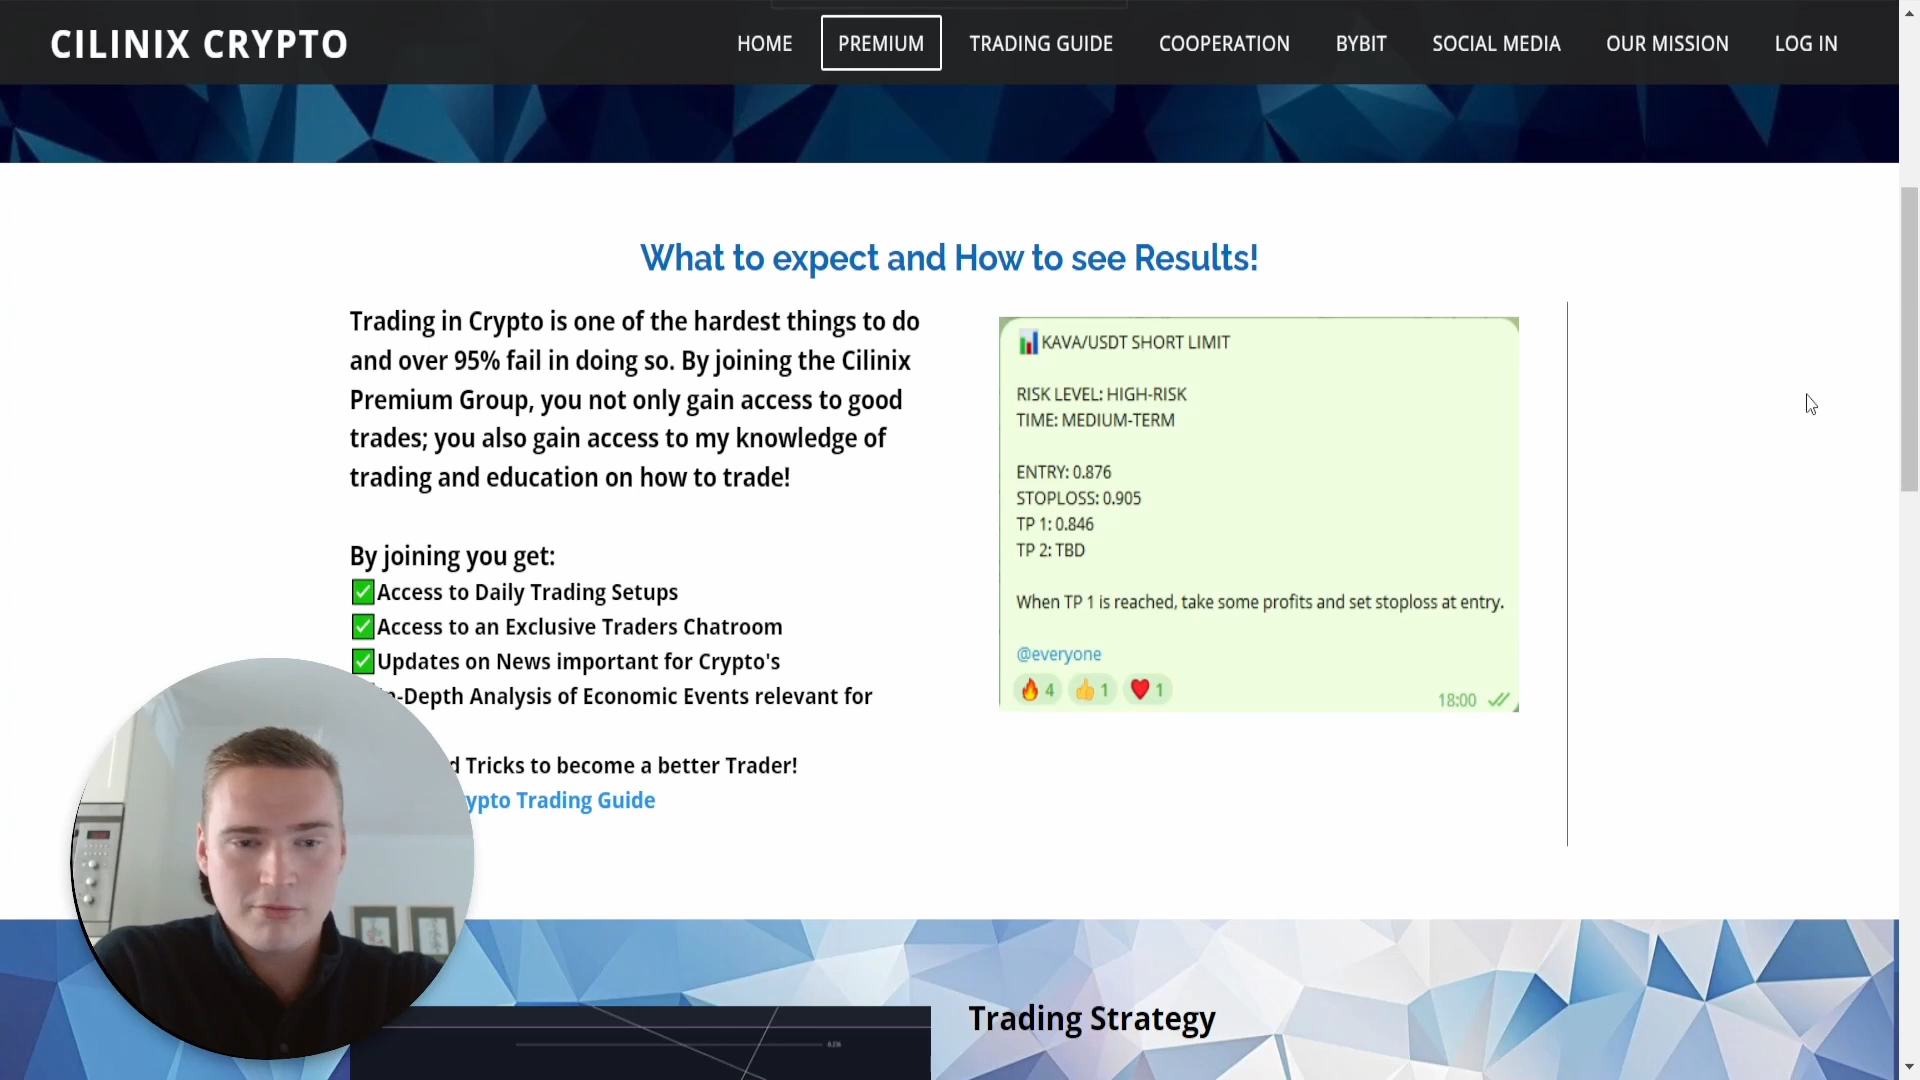 CILINIX CRYPTO
HOME
PREMIUM
TRADING GUIDE
COOPERATION
BYBIT
SOCIAL MEDIA
OUR MISSION
LOG IN
What to expect and How to see Results!
Trading in Crypto is one of the hardest things to do
and over 95% fail in doing so. By joining the Cilinix
Premium Group, you not only gain access to good
trades; you also gain access to my knowledge of
trading and education on how to trade!
By joining you get:
✅Access to Daily Trading Setups
✅Access to an Exclusive Traders Chatroom
✅Updates on News important for Crypto's
-Depth Analysis of Economic Events relevant for
Tricks to become a better Trader!
Trading Guide
KAVA/USDT SHORT LIMIT
RISK LEVEL: HIGH-RISK
TIME: MEDIUM-TERM
ENTRY: 0.876
STOPLOSS: 0.905
TP 1: 0.846
TP 2: TBD
When TP 1 is reached, take some profits and set stoploss at entry.
@everyone
🔥 4 👍 1 ❤️ 1
18:00
Trading Strategy